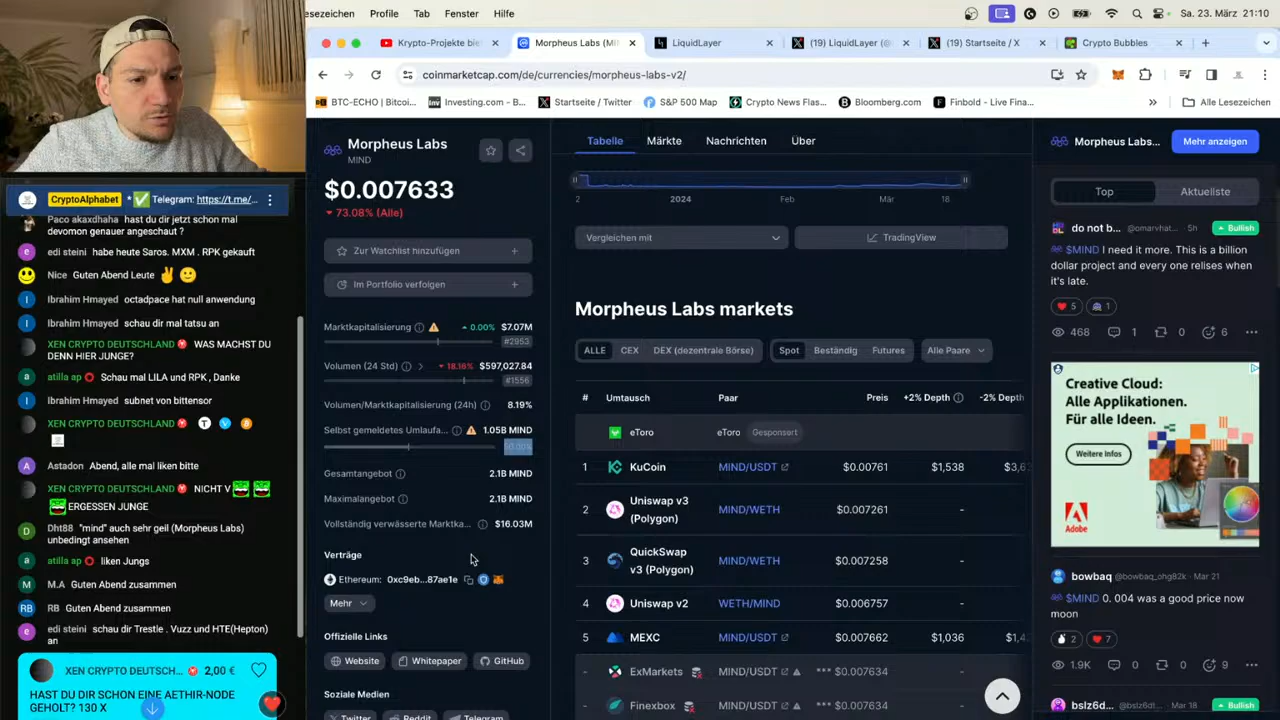 esezeichen Profile Tab Fenster Hilfe
Sa. 23. März 21:10
Krypto-Projekte bie
Morpheus Labs (MI
LiquidLayer
(19) LiquidLayer (@
(19) Startseite / X
Crypto Bubbles
coinmarketcap.com/de/currencies/morpheus-labs-v2/
BTC-ECHO | Bitcoi...
Investing.com - B...
Startseite / Twitter
S&P 500 Map
Crypto News Flas...
Bloomberg.com
Finbold - Live Fina...
Alle Lesezeichen
CryptoAlphabet * ✅ Telegram: https://t.me/...
Paco akaxdhaha hast du dir jetzt schon mal
devomon genauer angeschaut ?
edi steini habe heute Saros. MXM . RPK gekauft
Nice Guten Abend Leute ✌️ 🙂
Ibrahim Hmayed octadpace hat null anwendung
Ibrahim Hmayed schau dir mal tatsu an
XEN CRYPTO DEUTSCHLAND WAS MACHST DU
DENN HIER JUNGE?
atilla ap ⭕ Schau mal LILA und RPK , Danke
Ibrahim Hmayed subnet von bittensor
XEN CRYPTO DEUTSCHLAND
Astadon Abend, alle mal liken bitte
XEN CRYPTO DEUTSCHLAND NICHT V
ERGESSEN JUNGE
Dht88 "mind" auch sehr geil (Morpheus Labs)
unbedingt ansehen
atilla ap ⭕ liken Jungs
M.A Guten Abend zusammen
RB Guten Abend zusammen
edi steini schau dir Trestle . Vuzz und HTE(Hepton)
an
XEN CRYPTO DEUTSCH... 2,00 €
HAST DU DIR SCHON EINE AETHIR-NODE
GEHOLT? 130 X
Morpheus Labs
MIND
$0.007633
73.08% (Alle)
Zur Watchlist hinzufügen +
Im Portfolio verfolgen +
Marktkapitalisierung 0.00% $7.07M
#2953
Volumen (24 Std) 18.16% $597,027.84
#1556
Volumen/Marktkapitalisierung (24h) 8.19%
Selbst gemeldetes Umlaufa... 1.05B MIND
Gesamtangebot 2.1B MIND
Maximalangebot 2.1B MIND
Vollständig verwässerte Marktka... $16.03M
Verträge
Ethereum: 0xc9eb...87ae1e
Mehr
Offizielle Links
Website Whitepaper GitHub
Soziale Medien
Twitter Reddit Telegram
Tabelle Märkte Nachrichten Über
2 2024 Feb Mär 18
Vergleichen mit TradingView
Morpheus Labs markets
ALLE CEX DEX (dezentrale Börse) Spot Beständig Futures Alle Paare
# Umtausch Paar Preis +2% Depth -2% Depth
eToro eToro Gesponsert
1 KuCoin MIND/USDT $0.00761 $1,538
2 Uniswap v3 (Polygon) MIND/WETH $0.007261 -
3 QuickSwap v3 (Polygon) MIND/WETH $0.007258 -
4 Uniswap v2 WETH/MIND $0.006757 -
5 MEXC MIND/USDT $0.007662 $1,036
- ExMarkets MIND/USDT *** $0.007634 -
- Finexbox MIND/USDT *** $0.007634 -
Morpheus Labs... Mehr anzeigen
Top Aktuellste
do not b... @omarvhat... 5h Bullish
$MIND I need it more. This is a billion
dollar project and every one relises when
it's late.
5 1
468 1 6
Creative Cloud:
Alle Applikationen.
Für alle Ideen.
Weitere Infos
Adobe
bowbaq @bowbaq_ohg82k · Mar 21
$MIND 0. 004 was a good price now
moon
2 7
1.9K 0 0 9
bslz6d... @bslz6dt... Mar 18 Bullish